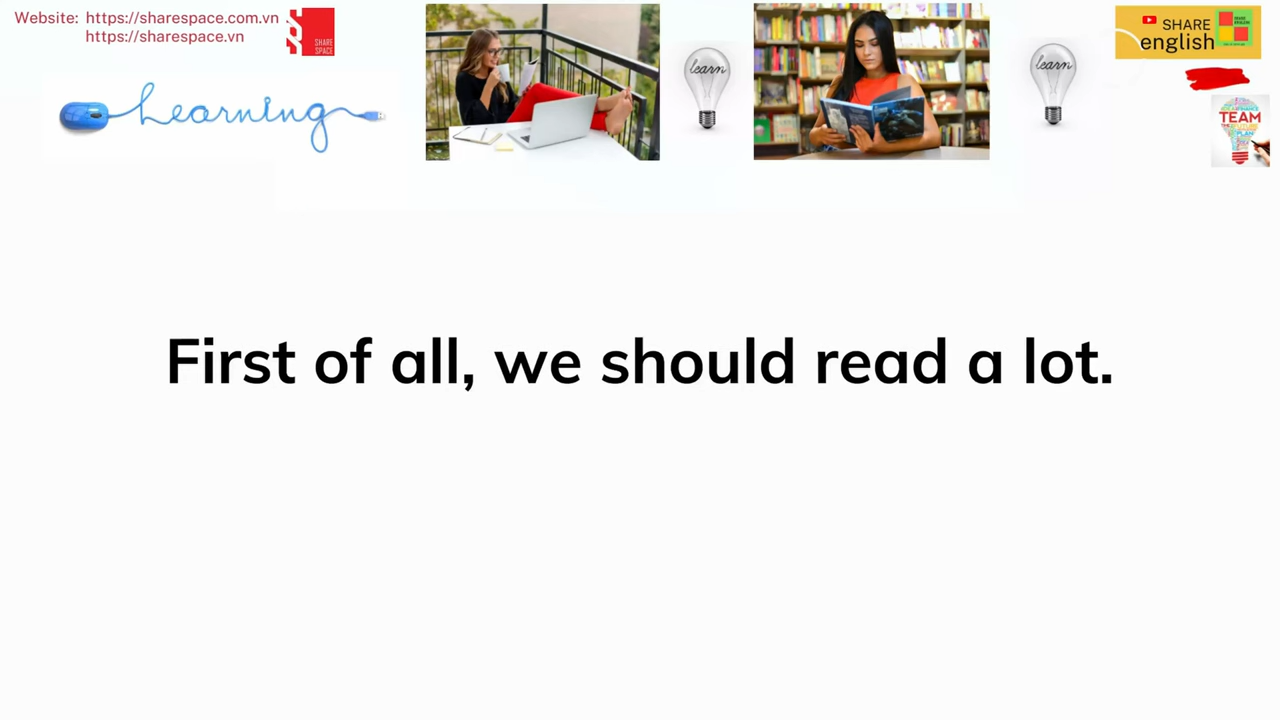 Website: https://sharespace.com.vn
https://sharespace.vn
SHARE
SPACE
Learning
learn
learn
SHARE
english
TEAM
PLAN
First of all, we should read a lot.